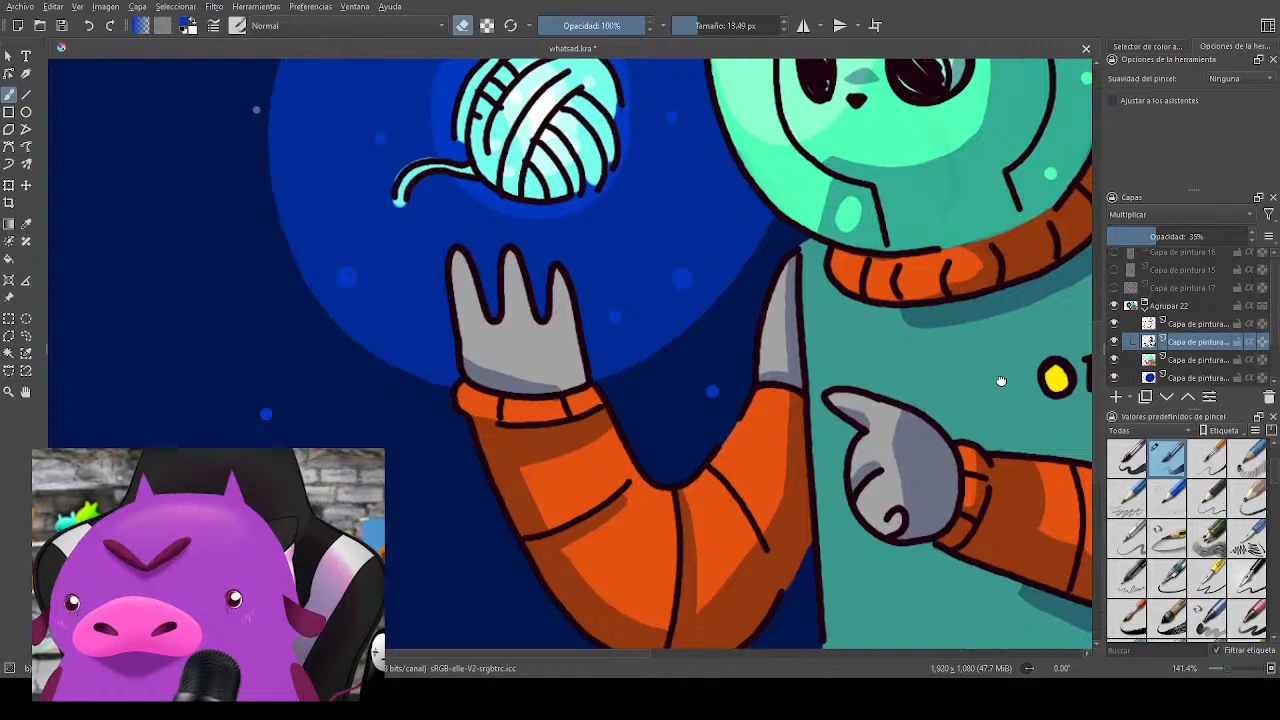 Archivo Editar Ver Imagen Capa Seleccionar Filtros Herramientas Preferencias Ventana Ayuda
Normal Opacidad: 100% Tamaño: 13.49 px
whatsad.kra *
Selector de color a... Opciones de la her...
Opciones de la herramienta
Suavidad del pincel: Ninguna
Ajustar a los asistentes
Capas
Multiplicar
Opacidad: 35%
Capa de pintura 16
Capa de pintura 15
Capa de pintura 17
Agrupar 22
Capa de pintura...
Capa de pintura...
Capa de pintura...
Capa de pintura...
Valores predefinidos de pincel
Todas Etiqueta
Buscar Filtrar etiqueta
bits/canal) sRGB-elle-V2-srgbtrc.icc 1,920 x 1,080 (47.7 MiB) 0.00° 141.4%